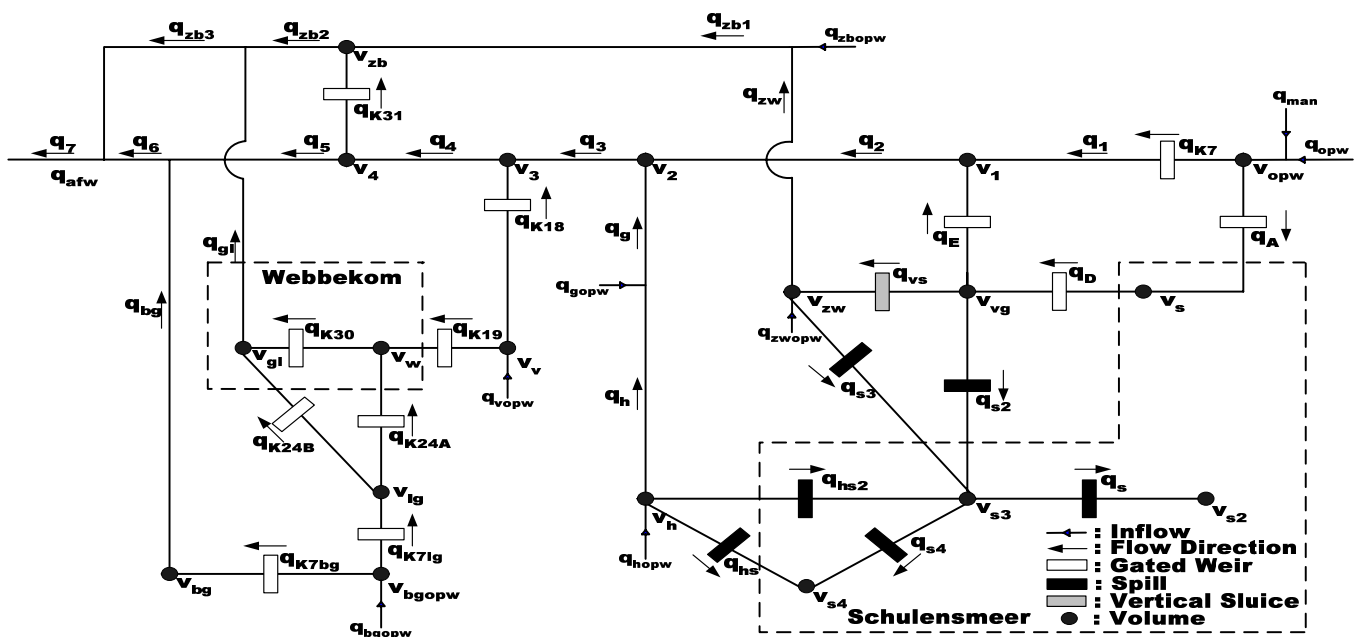 q_zb3
q_zb2
q_zb1
q_zbopw
v_zb
q_K31
q_zw
q_man
q_7
q_6
q_5
q_4
q_3
q_2
q_1
q_K7
q_opw
q_afw
v_4
v_3
v_2
v_1
v_opw
q_K18
q_g
q_E
q_A
q_gl
Webbekom
q_gopw
q_vs
q_D
v_zw
v_vg
v_s
q_bg
q_K30
q_K19
q_zwopw
v_gl
v_w
v_v
q_s3
q_vopw
q_h
q_s2
q_K24B
q_K24A
q_hs2
q_s
v_lg
v_h
v_s3
v_s2
q_K7bg
q_K7lg
q_hopw
q_hs
q_s4
v_bg
v_bgopw
v_s4
q_bgopw
Schulensmeer
: Inflow
: Flow Direction
: Gated Weir
: Spill
: Vertical Sluice
: Volume